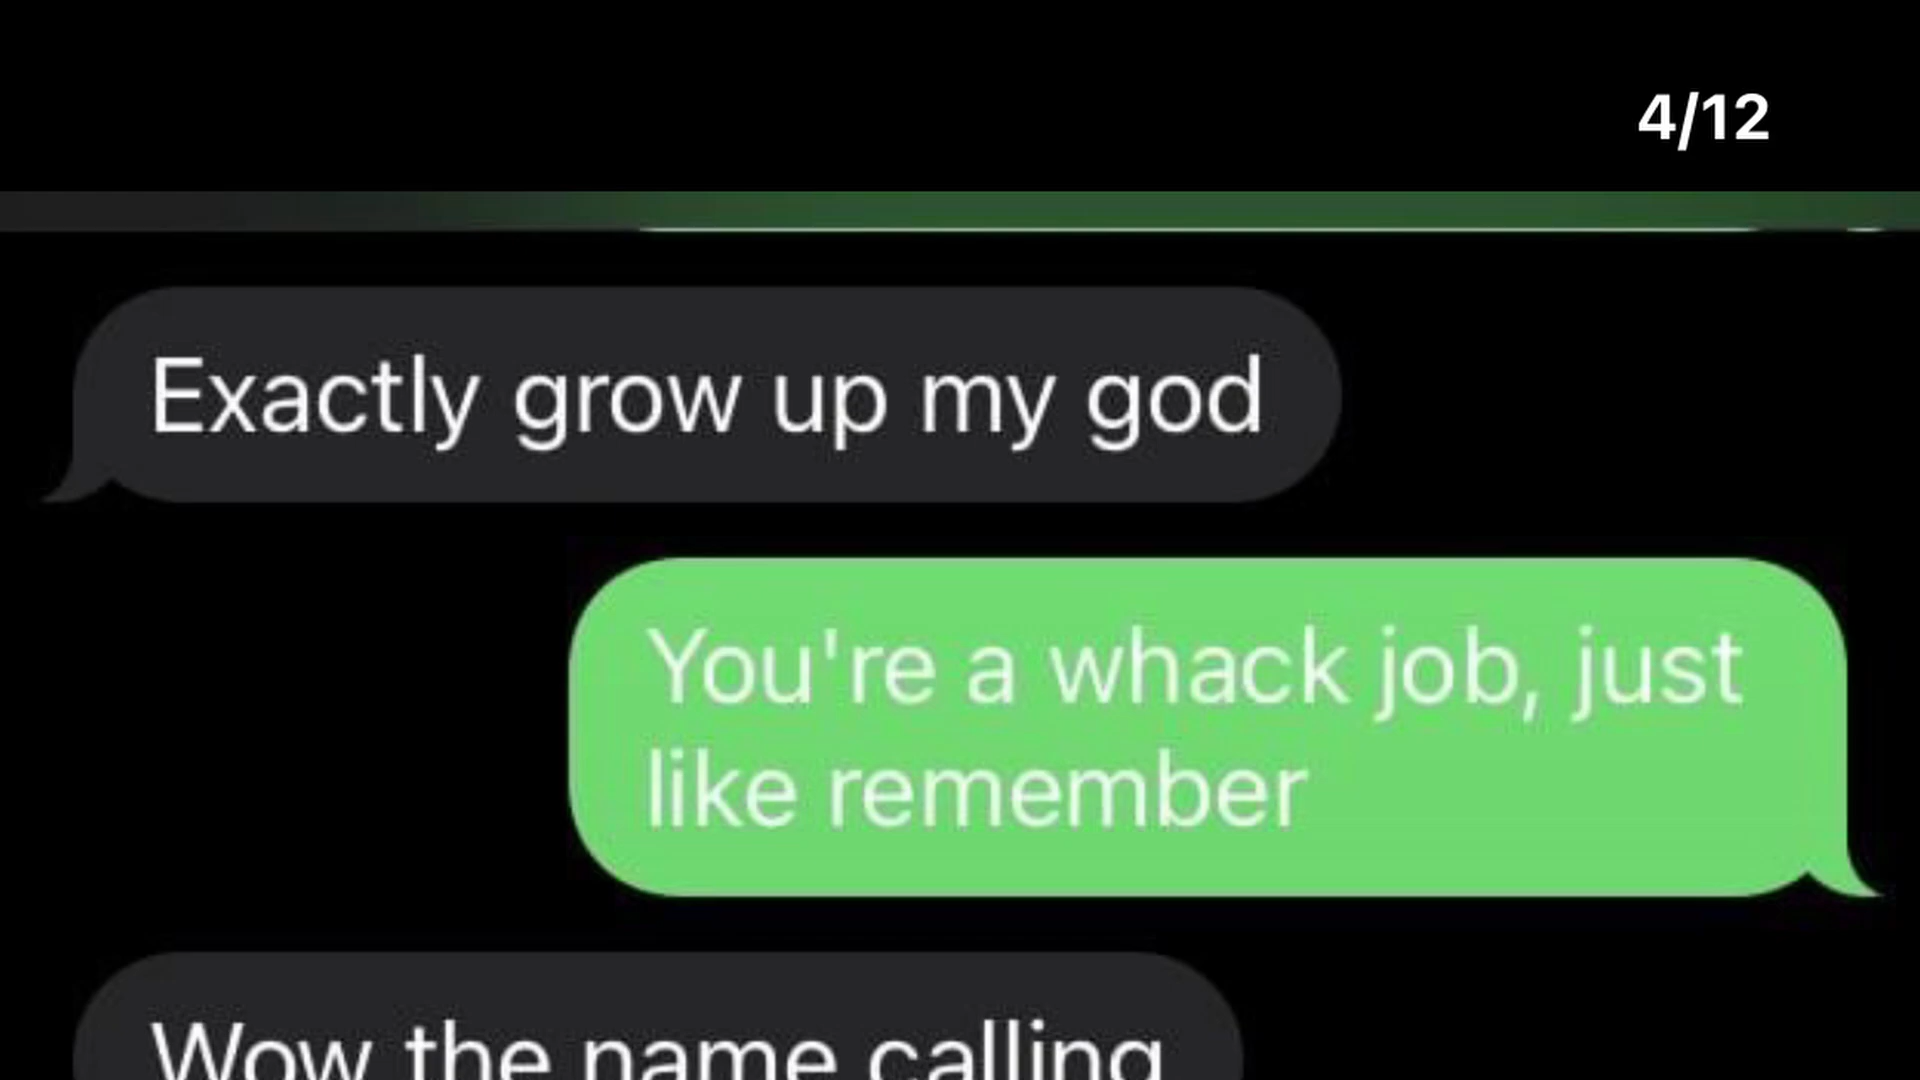 4/12
Exactly grow up my god
You're a whack job, just
like remember
Wow the name calling